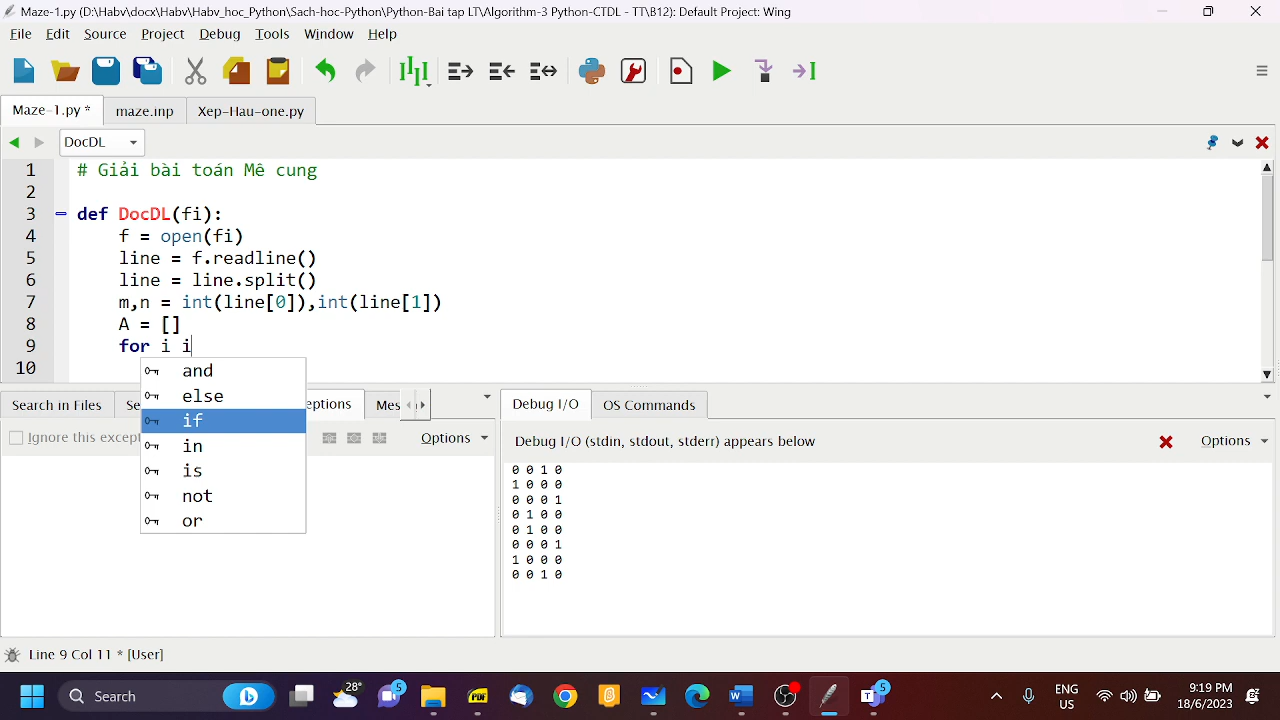 Maze-1.py (D:\Habv\docx\Habv\Habv_hoc_Python\Sach-hoc-Python\Python-Bai tap LT\Algorithm-3 Python-CTDL - TT\B12): Default Project: Wing
File Edit Source Project Debug Tools Window Help
Maze-1.py * maze.inp Xep-Hau-one.py
DocDL
1 # Giải bài toán Mê cung
2
3 def DocDL(fi):
4 f = open(fi)
5 line = f.readline()
6 line = line.split()
7 m,n = int(line[0]),int(line[1])
8 A = []
9 for i i
10
and
else
if
in
is
not
or
Search in Files Se eptions Mes
Ignore this except Options
Debug I/O OS Commands
Debug I/O (stdin, stdout, stderr) appears below Options
0 0 1 0
1 0 0 0
0 0 0 1
0 1 0 0
0 1 0 0
0 0 0 1
1 0 0 0
0 0 1 0
Line 9 Col 11 * [User]
Search 28° 5 PDF 5 ENG US 9:19 PM 18/6/2023